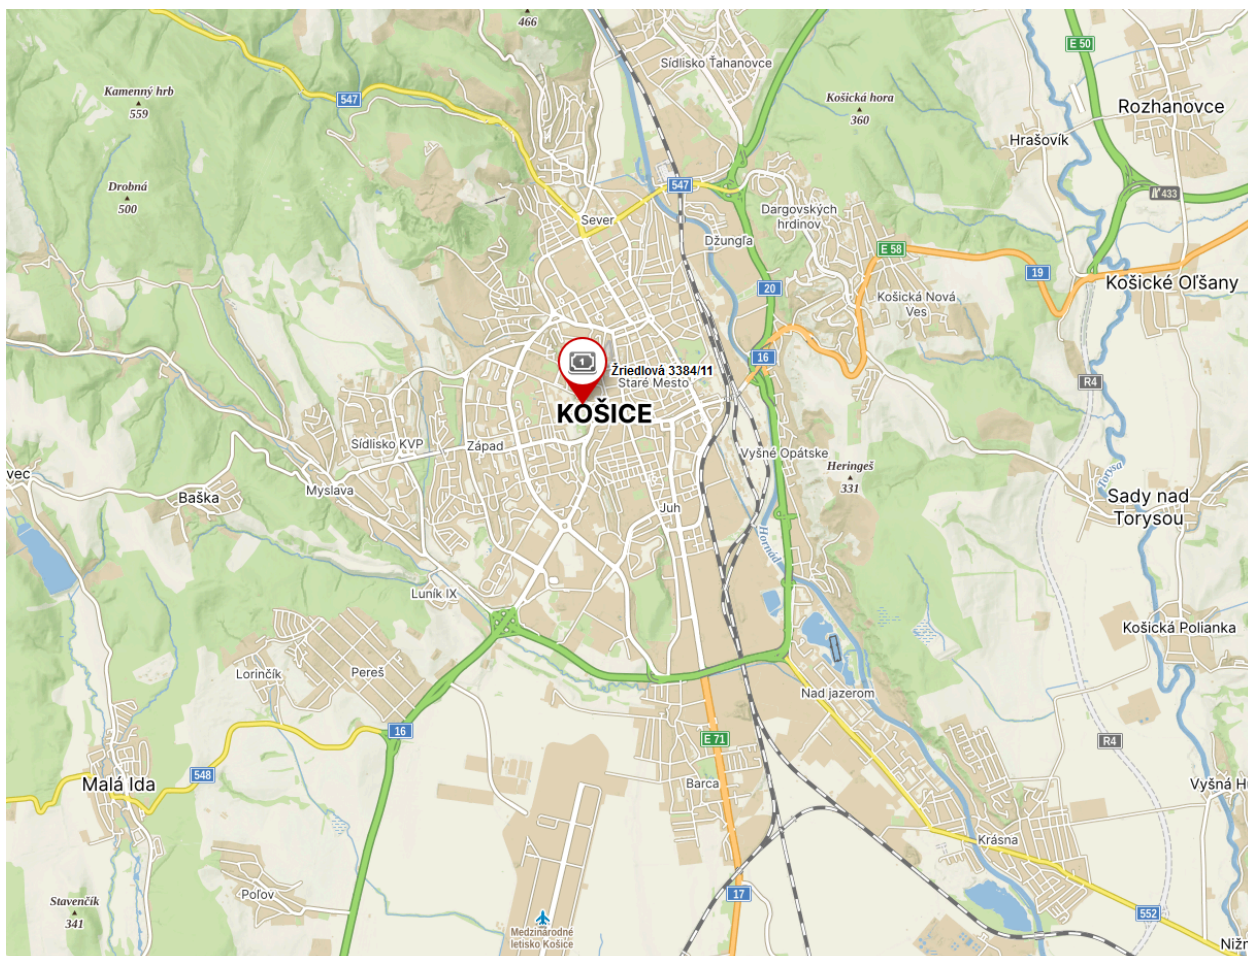 466
Sídlisko Ťahanovce
E 50
Kamenný hrb
559
547
Košická hora
360
Rozhanovce
Hrašovík
Drobná
500
547
433
Sever
Dargovských
hrdinov
Džungľa
E 58
19
20
Košické Oľšany
Košická Nová
Ves
16
1
Žriedlová 3384/11
Staré Mesto
R4
KOŠICE
Sídlisko KVP
Západ
Vyšné Opátske
Heringeš
331
Torysa
vec
Myslava
Baška
Sady nad
Torysou
Juh
Hornád
Luník IX
Košická Polianka
Lorinčík
Pereš
Nad jazerom
16
E 71
R4
548
Malá Ida
Barca
Vyšná Hu
Krásna
Poľov
17
Stavenčík
341
552
Medzinárodné
letisko Košice
Nižn